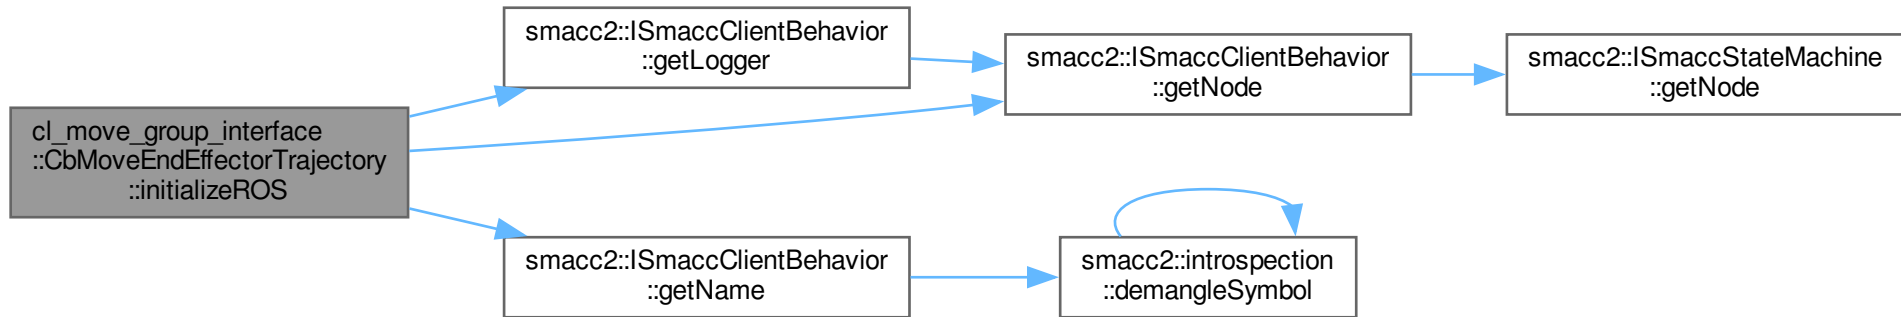 cl_move_group_interface
::CbMoveEndEffectorTrajectory
::initializeROS
smacc2::ISmaccClientBehavior
::getLogger
smacc2::ISmaccClientBehavior
::getNode
smacc2::ISmaccStateMachine
::getNode
smacc2::ISmaccClientBehavior
::getName
smacc2::introspection
::demangleSymbol